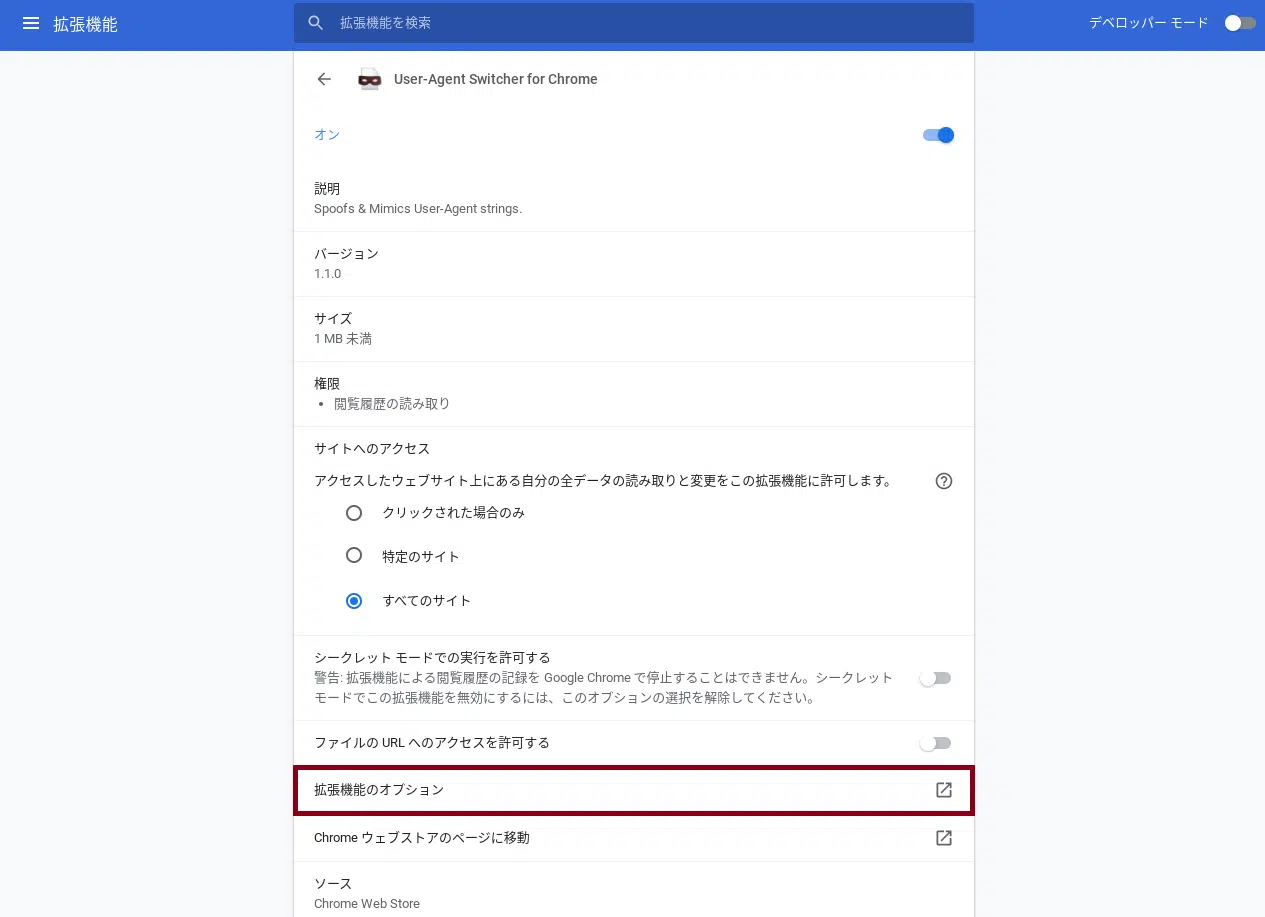 拡張機能
拡張機能を検索
デベロッパー モード
User-Agent Switcher for Chrome
オン
説明
Spoofs & Mimics User-Agent strings.
バージョン
1.1.0
サイズ
1 MB 未満
権限
• 閲覧履歴の読み取り
サイトへのアクセス
アクセスしたウェブサイト上にある自分の全データの読み取りと変更をこの拡張機能に許可します。
クリックされた場合のみ
特定のサイト
すべてのサイト
シークレット モードでの実行を許可する
警告: 拡張機能による閲覧履歴の記録を Google Chrome で停止することはできません。シークレット
モードでこの拡張機能を無効にするには、このオプションの選択を解除してください。
ファイルの URL へのアクセスを許可する
拡張機能のオプション
Chrome ウェブストアのページに移動
ソース
Chrome Web Store